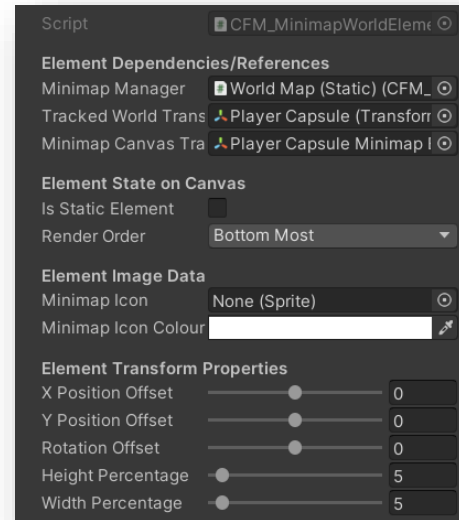 Script CFM_MinimapWorldEleme
Element Dependencies/References
Minimap Manager World Map (Static) (CFM_
Tracked World Trans Player Capsule (Transforr
Minimap Canvas Tra Player Capsule Minimap E
Element State on Canvas
Is Static Element
Render Order Bottom Most
Element Image Data
Minimap Icon None (Sprite)
Minimap Icon Colour
Element Transform Properties
X Position Offset 0
Y Position Offset 0
Rotation Offset 0
Height Percentage 5
Width Percentage 5